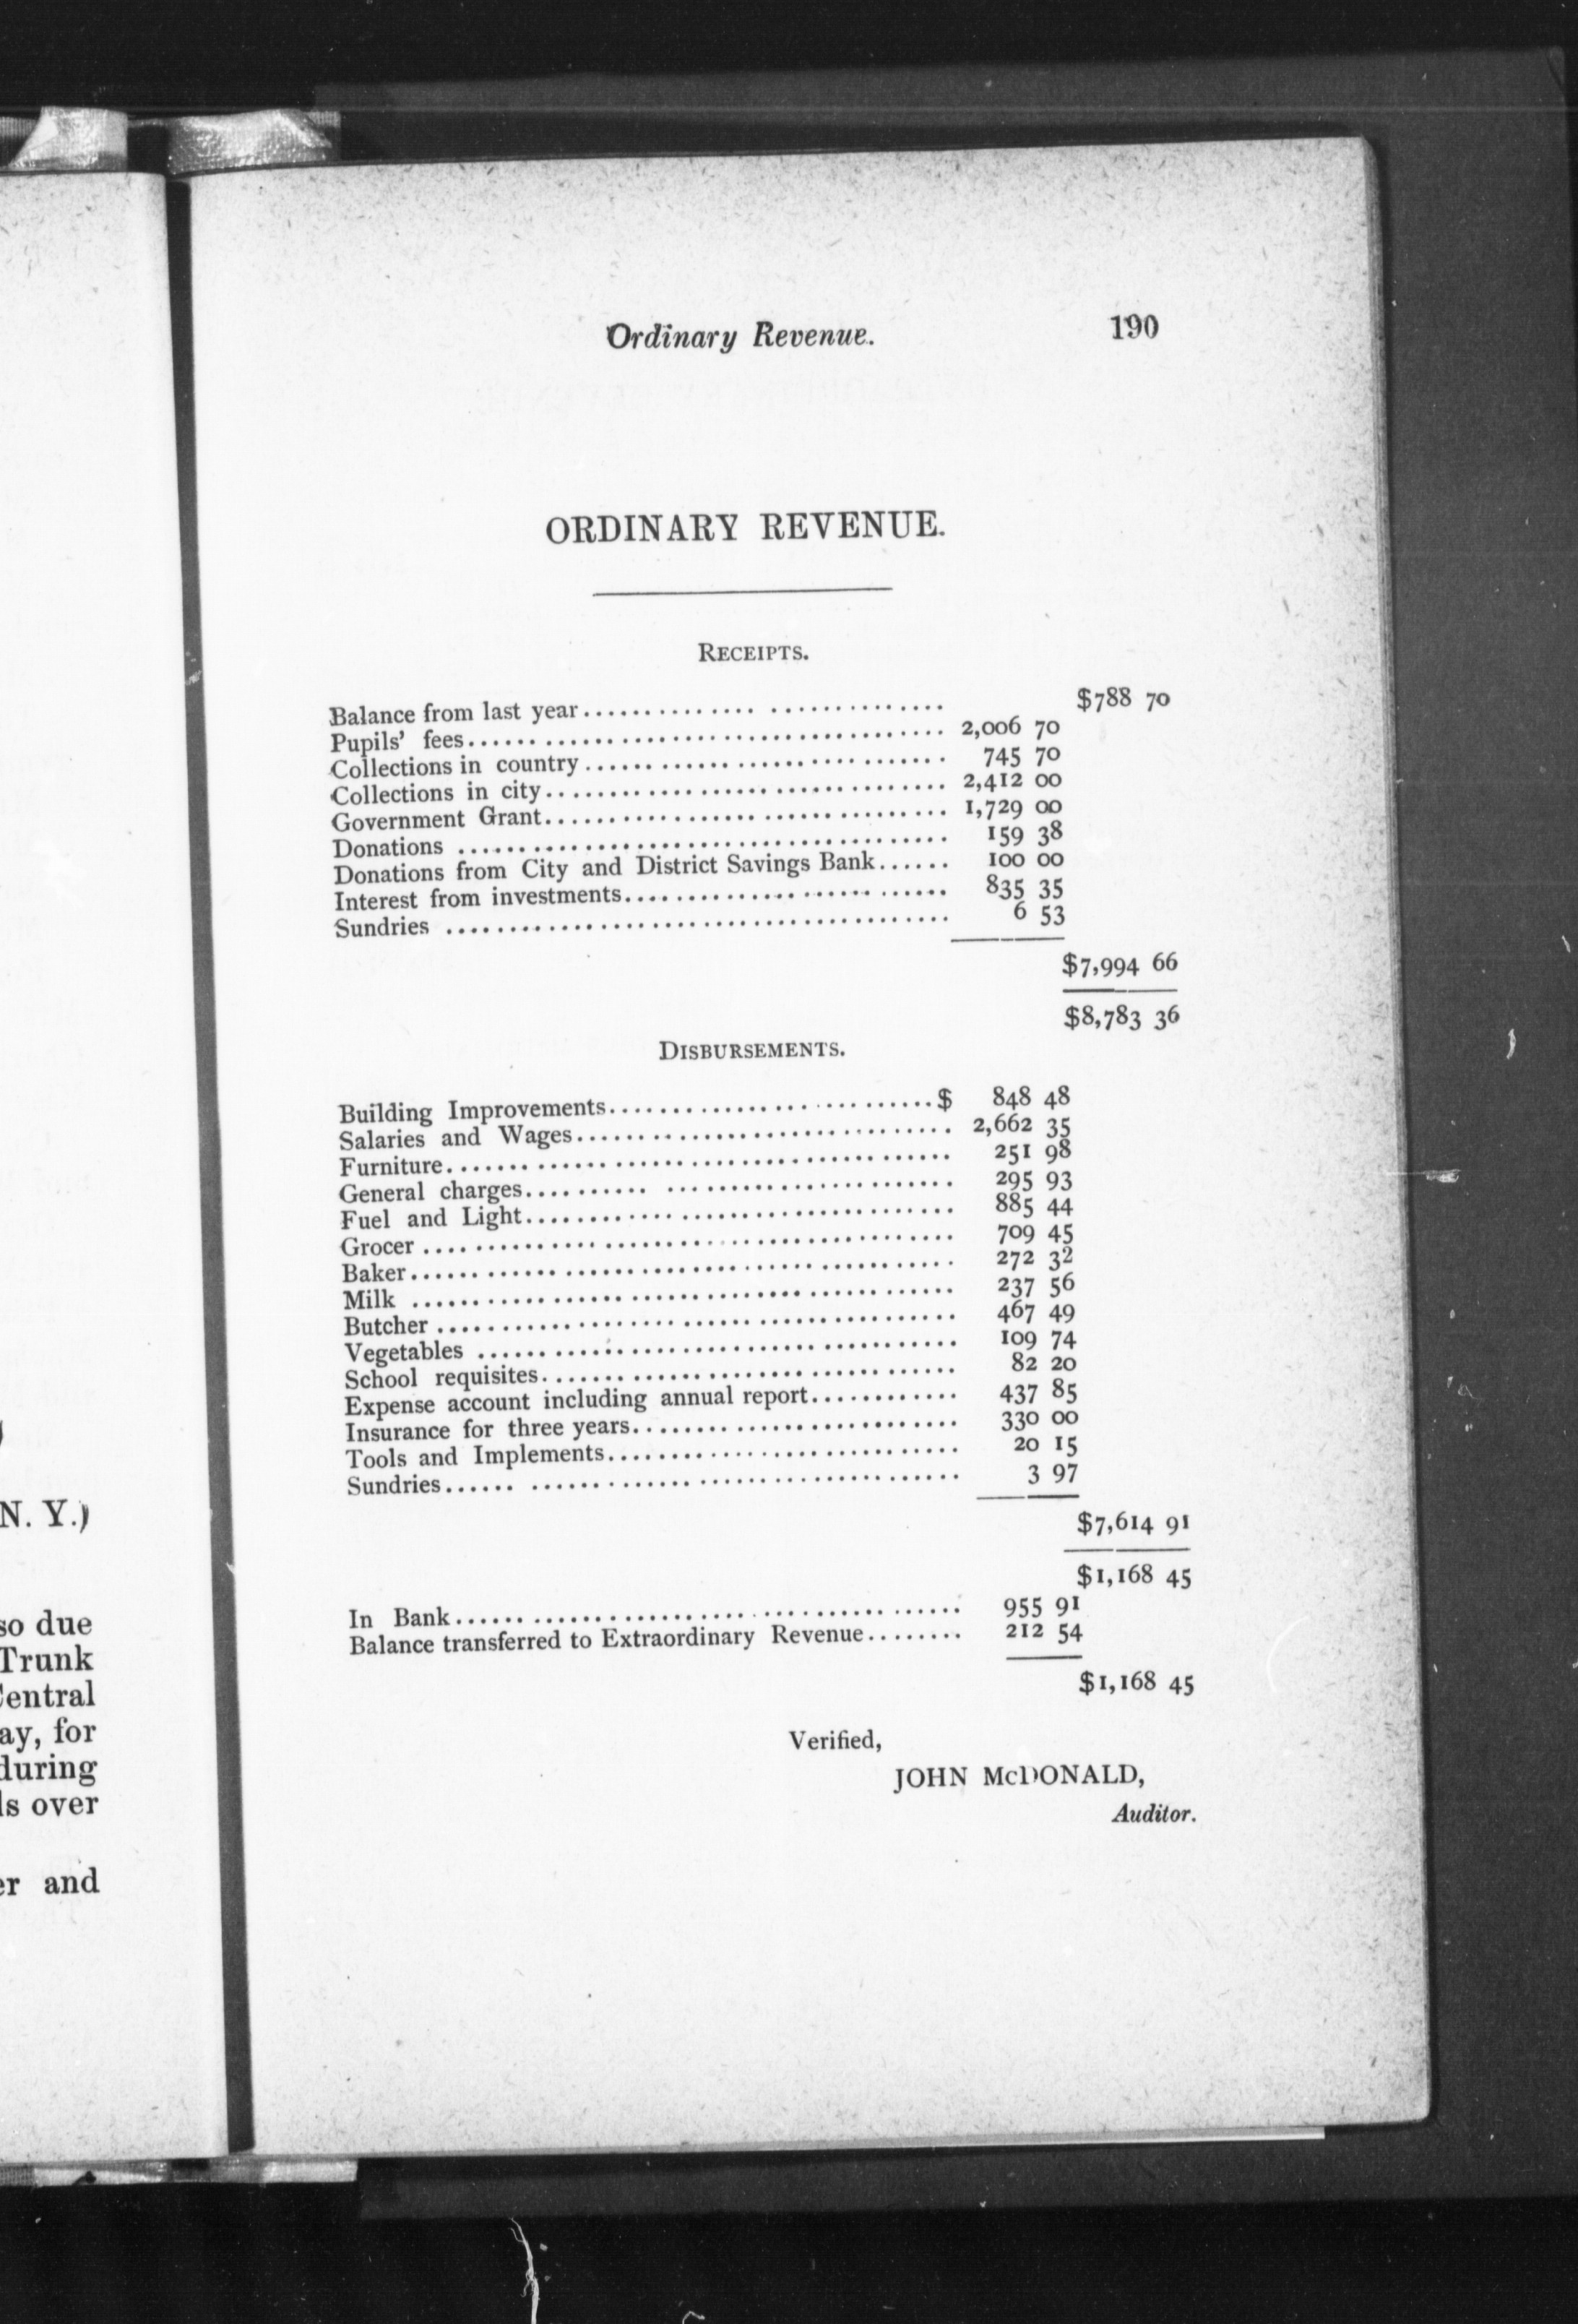 N. Y.)
so due
Trunk
Central
ay, for
during
ls over
er and
Ordinary Revenue. 190
ORDINARY REVENUE.
RECEIPTS.
Balance from last year.............. .............. $788 70
Pupils' fees...................................... 2,006 70
Collections in country............................. 745 70
Collections in city................................ 2,412 00
Government Grant................................. 1,729 00
Donations ....................................... 159 38
Donations from City and District Savings Bank...... 100 00
Interest from investments.......................... 835 35
Sundries ........................................ 6 53
$7,994 66
$8,783 36
DISBURSEMENTS.
Building Improvements..........................$ 848 48
Salaries and Wages.............................. 2,662 35
Furniture........................................ 251 98
General charges.......... ....................... 295 93
Fuel and Light.................................. 885 44
Grocer .......................................... 709 45
Baker............................................ 272 32
Milk ............................................ 237 56
Butcher ......................................... 467 49
Vegetables ...................................... 109 74
School requisites................................. 82 20
Expense account including annual report............ 437 85
Insurance for three years.......................... 330 00
Tools and Implements............................ 20 15
Sundries...... .................................. 3 97
$7,614 91
$1,168 45
In Bank........................................ 955 91
Balance transferred to Extraordinary Revenue........ 212 54
$1,168 45
Verified,
JOHN McDONALD,
Auditor.